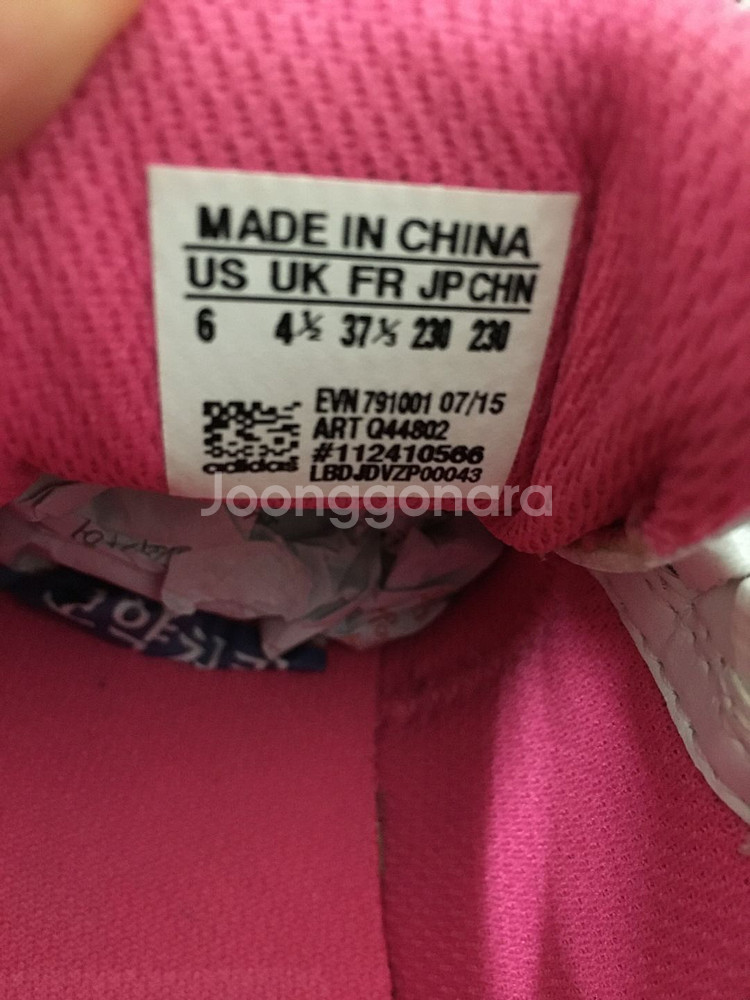 MADE IN CHINA
US UK FR JP CHN
6 4½ 37⅓ 230 230
EVN 791001 07/15
ART Q44802
#112410566
LBDJDVZP00043
adidas
Joonggonara